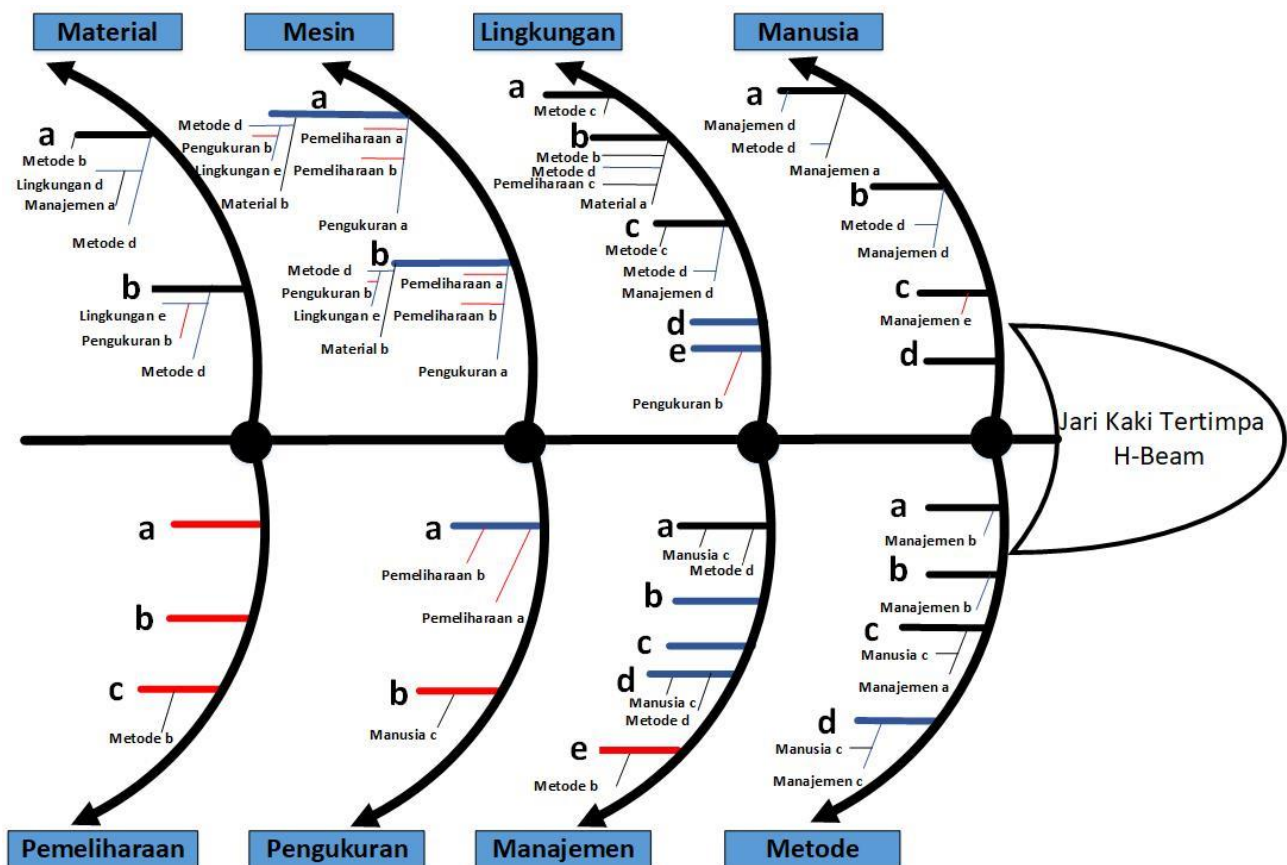 Material
Mesin
Lingkungan
Manusia
a
Metode b
Lingkungan d
Manajemen a
Metode d
b
Lingkungan e
Pengukuran b
Metode d
a
Metode d
Pengukuran b
Lingkungan e
Material b
Pemeliharaan a
Pemeliharaan b
Pengukuran a
b
Metode d
Pengukuran b
Lingkungan e
Material b
Pemeliharaan a
Pemeliharaan b
Pengukuran a
a
Metode c
b
Metode b
Metode d
Pemeliharaan c
Material a
c
Metode c
Metode d
Manajemen d
d
e
Pengukuran b
a
Manajemen d
Metode d
Manajemen a
b
Metode d
Manajemen d
c
Manajemen e
d
Jari Kaki Tertimpa
H-Beam
a
b
c
Metode b
a
Pemeliharaan b
Pemeliharaan a
b
Manusia c
a
Manusia c
Metode d
b
c
d
Manusia c
Metode d
e
Metode b
a
Manajemen b
b
Manajemen b
c
Manusia c
Manajemen a
d
Manusia c
Manajemen c
Pemeliharaan
Pengukuran
Manajemen
Metode